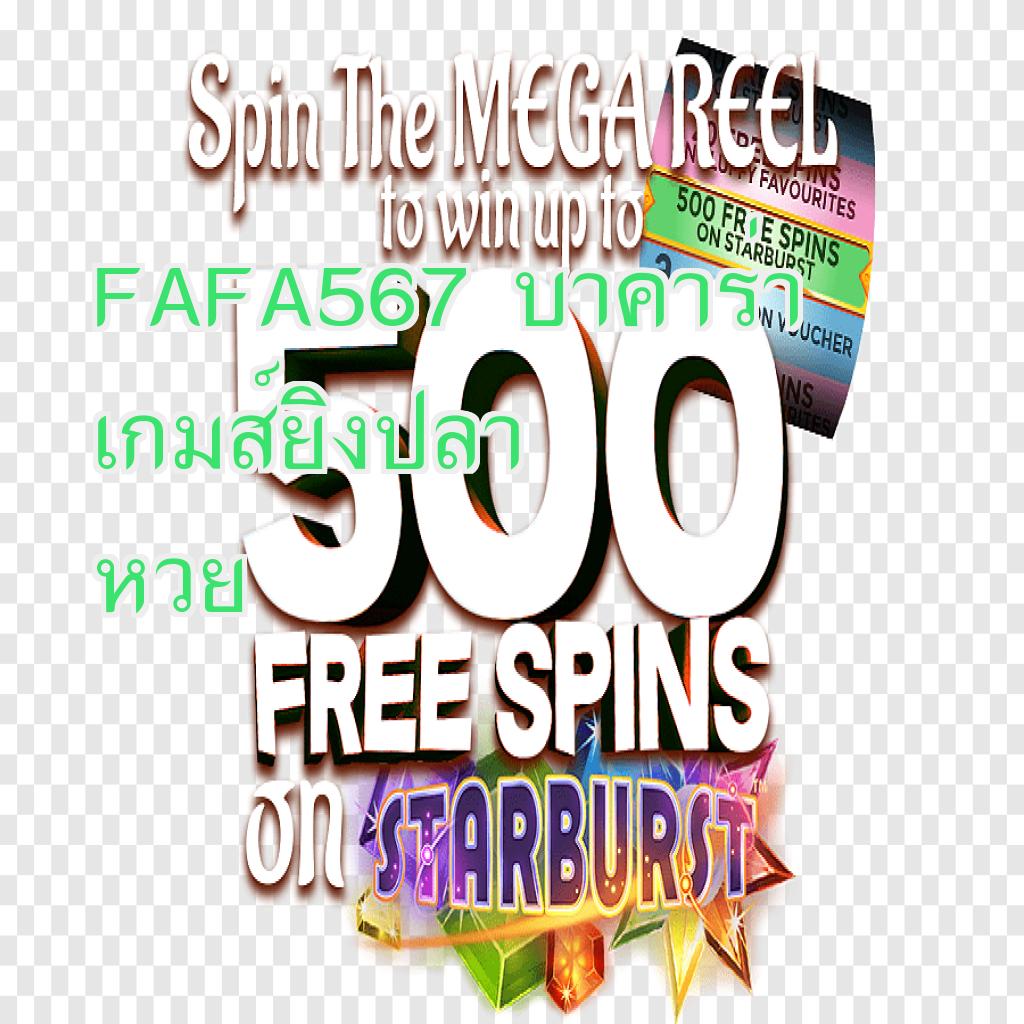 Spin The MEGA REEL
to win up to
500 FREE SPINS
ON STARBURST
FAVOURITES
VOUCHER
FAFA567 บาคารา
เกมส์ยิงปลา
หวย
500
FREE SPINS
on STARBURST™